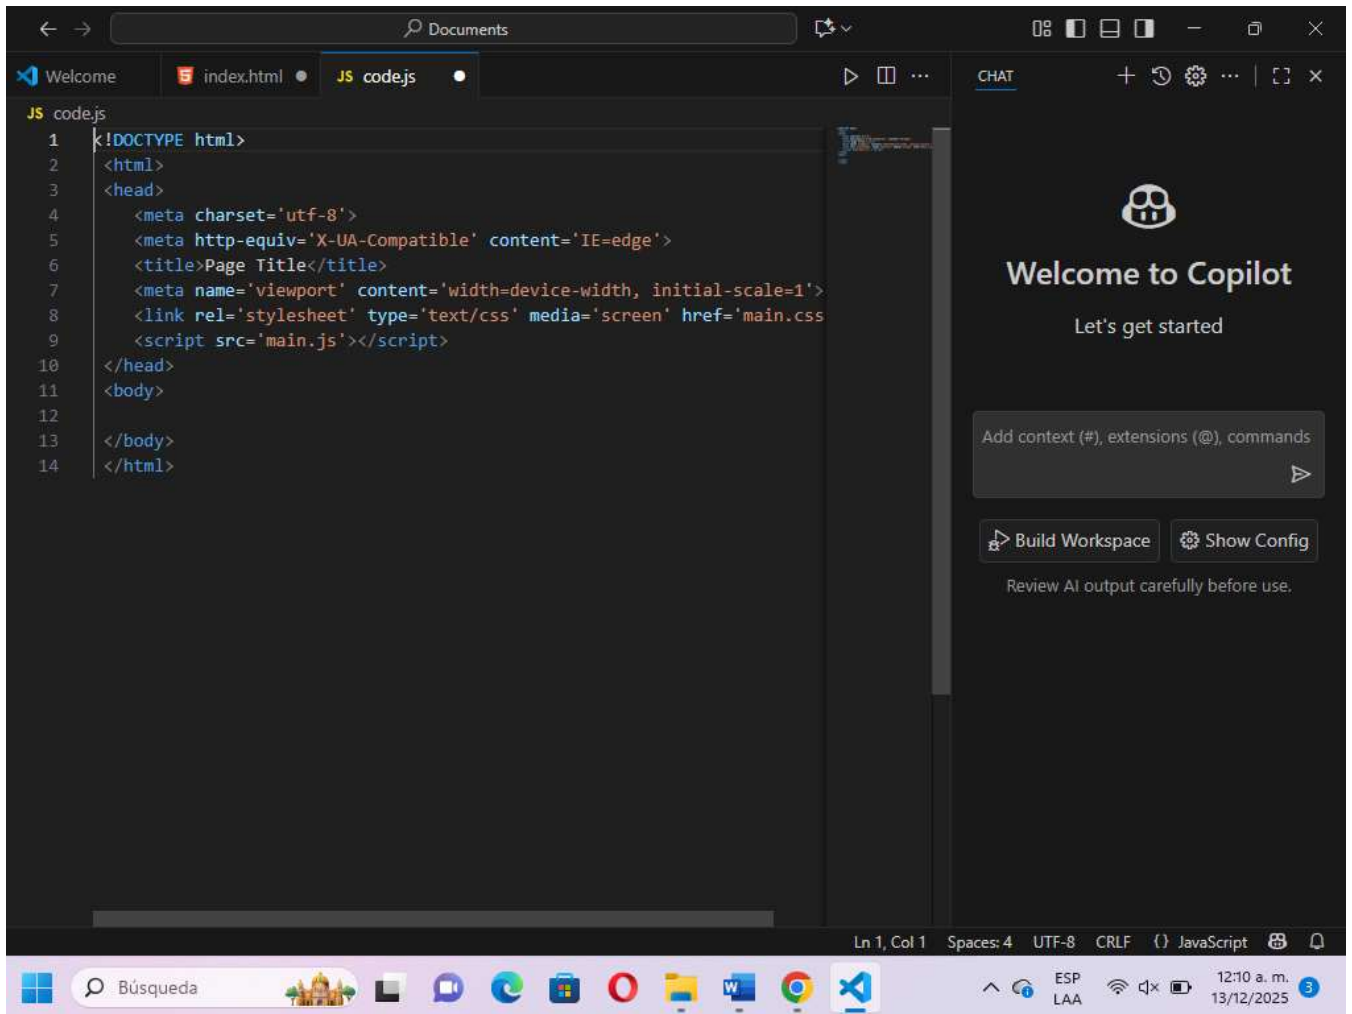 Documents
Welcome
index.html
JS code.js
CHAT
JS code.js
1 <!DOCTYPE html>
2 <html>
3 <head>
4 <meta charset='utf-8'>
5 <meta http-equiv='X-UA-Compatible' content='IE=edge'>
6 <title>Page Title</title>
7 <meta name='viewport' content='width=device-width, initial-scale=1'>
8 <link rel='stylesheet' type='text/css' media='screen' href='main.css
9 <script src='main.js'></script>
10 </head>
11 <body>
12
13 </body>
14 </html>
Welcome to Copilot
Let's get started
Add context (#), extensions (@), commands
Build Workspace
Show Config
Review AI output carefully before use.
Ln 1, Col 1 Spaces: 4 UTF-8 CRLF {} JavaScript
Búsqueda
ESP
LAA
12:10 a. m.
13/12/2025
3